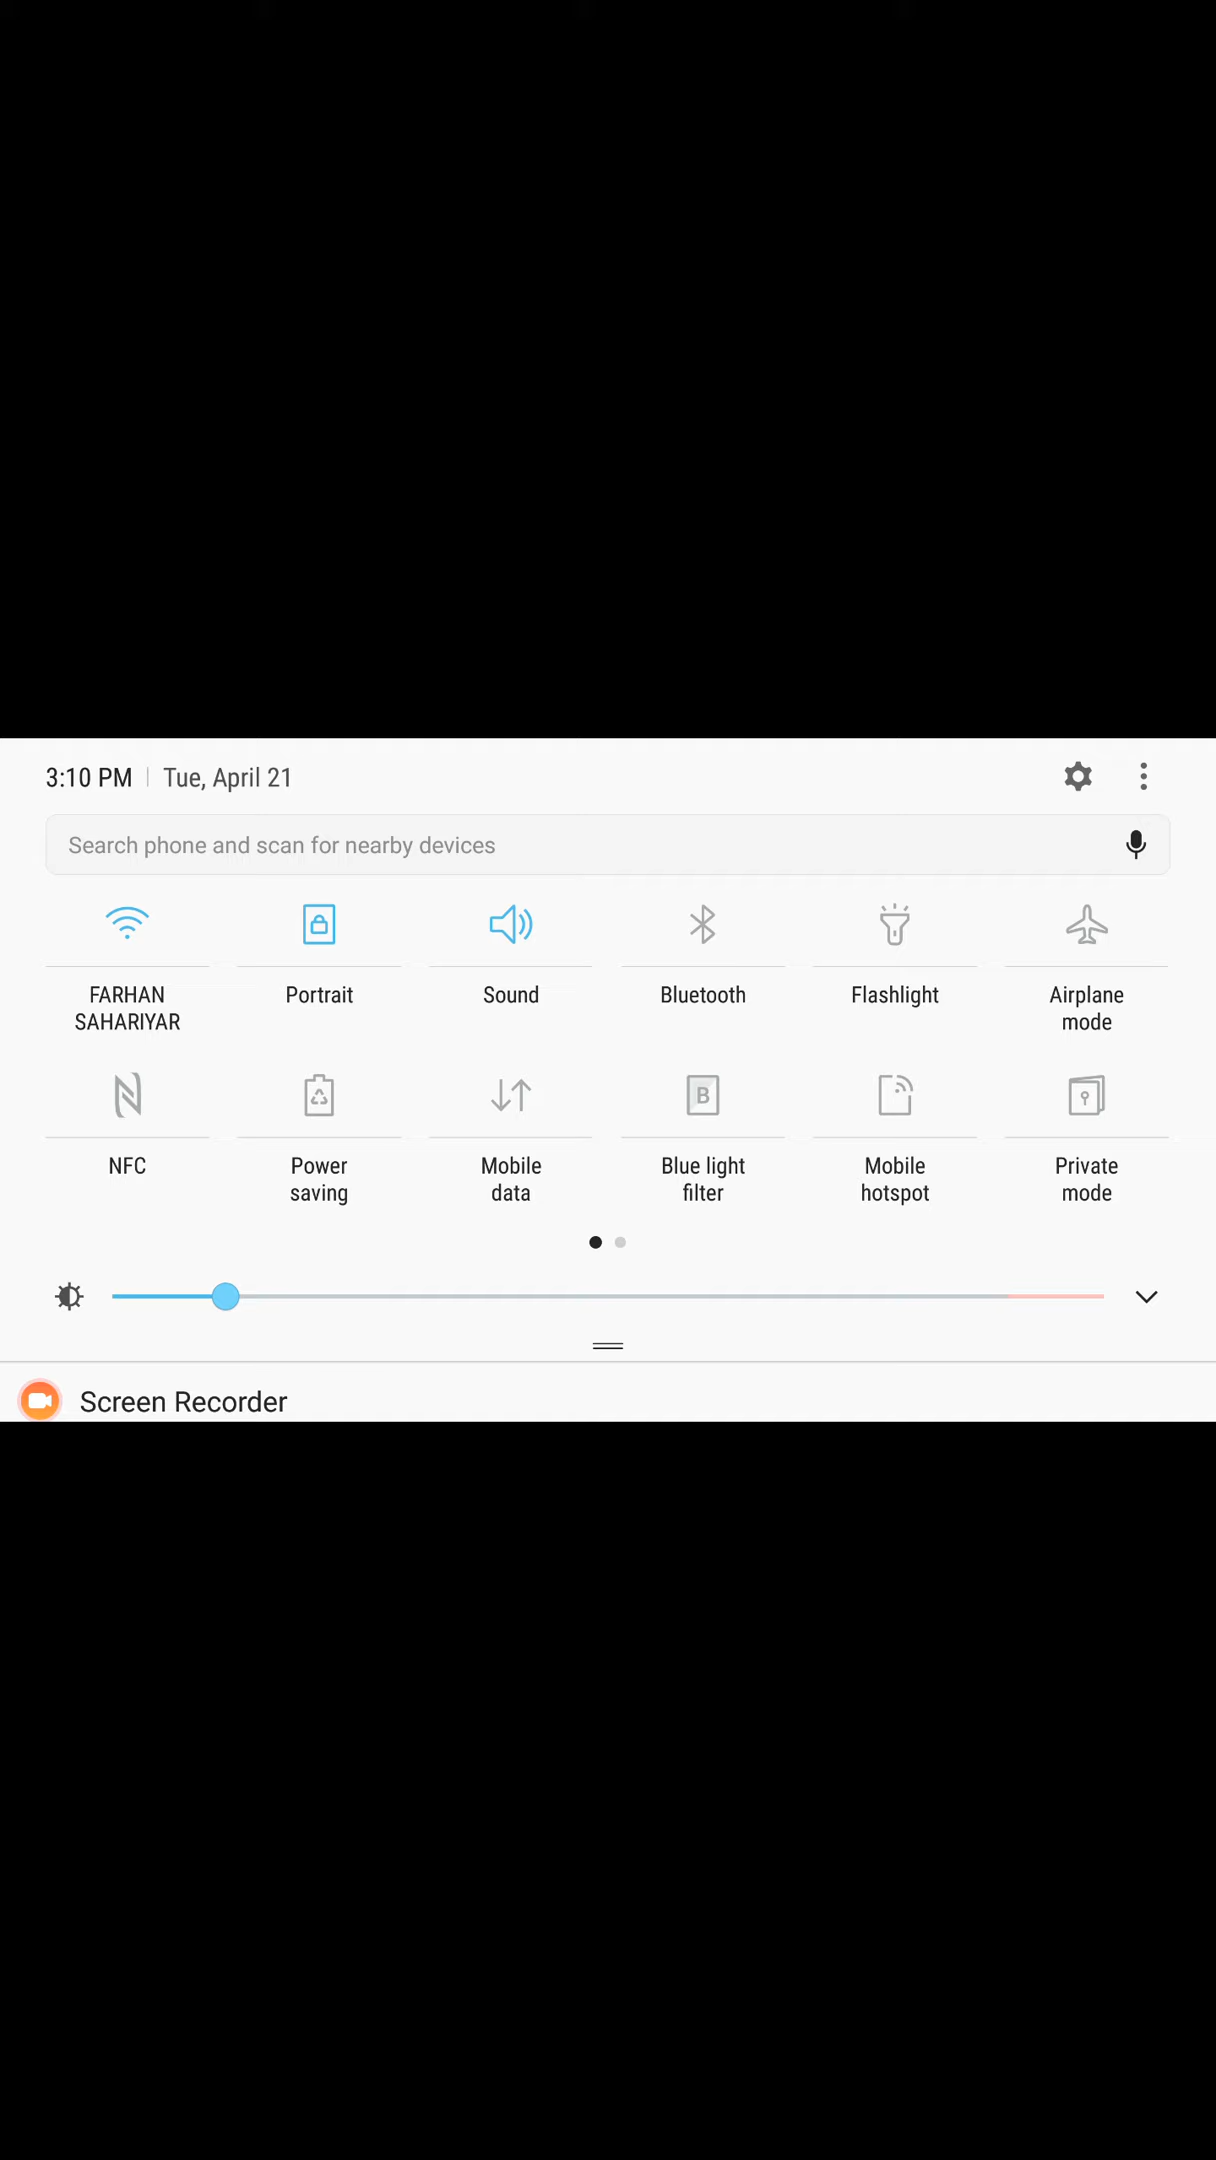 3:10 PM Tue, April 21
Search phone and scan for nearby devices
FARHAN SAHARIYAR
Portrait
Sound
Bluetooth
Flashlight
Airplane mode
NFC
Power saving
Mobile data
B
Blue light filter
Mobile hotspot
Private mode
Screen Recorder